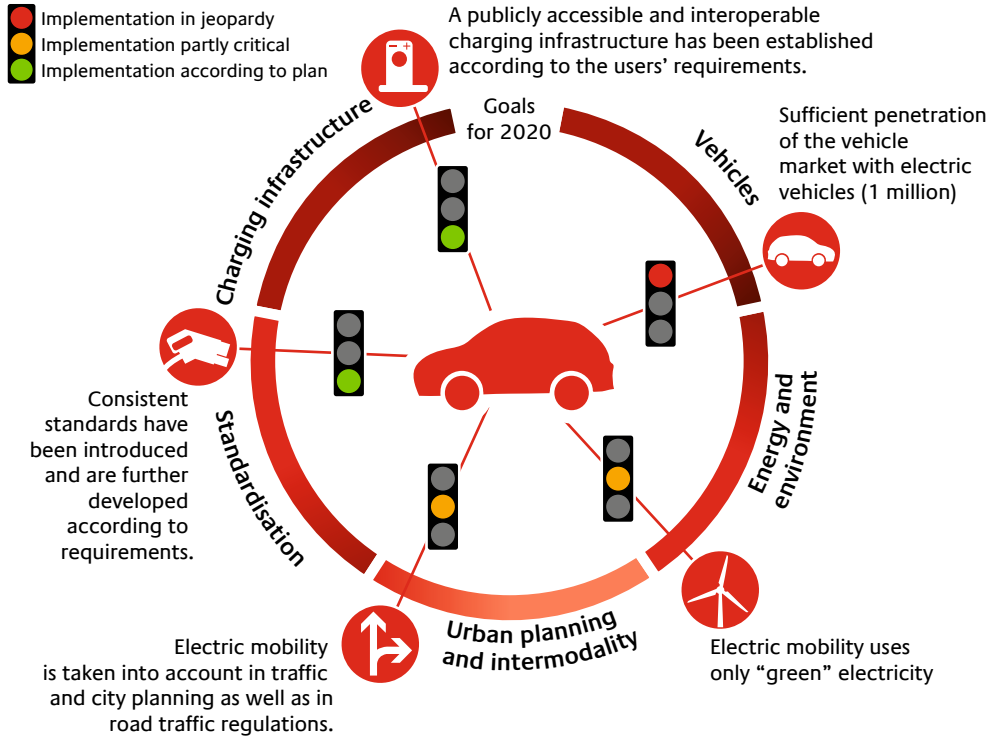 Implementation in jeopardy
Implementation partly critical
Implementation according to plan
A publicly accessible and interoperable
charging infrastructure has been established
according to the users’ requirements.
Goals
for 2020
Charging infrastructure
Vehicles
Sufficient penetration
of the vehicle
market with electric
vehicles (1 million)
Energy and
environment
Consistent
standards have
been introduced
and are further
developed
according to
requirements.
Standardisation
Urban planning
and intermodality
Electric mobility
is taken into account in traffic
and city planning as well as in
road traffic regulations.
Electric mobility uses
only “green” electricity